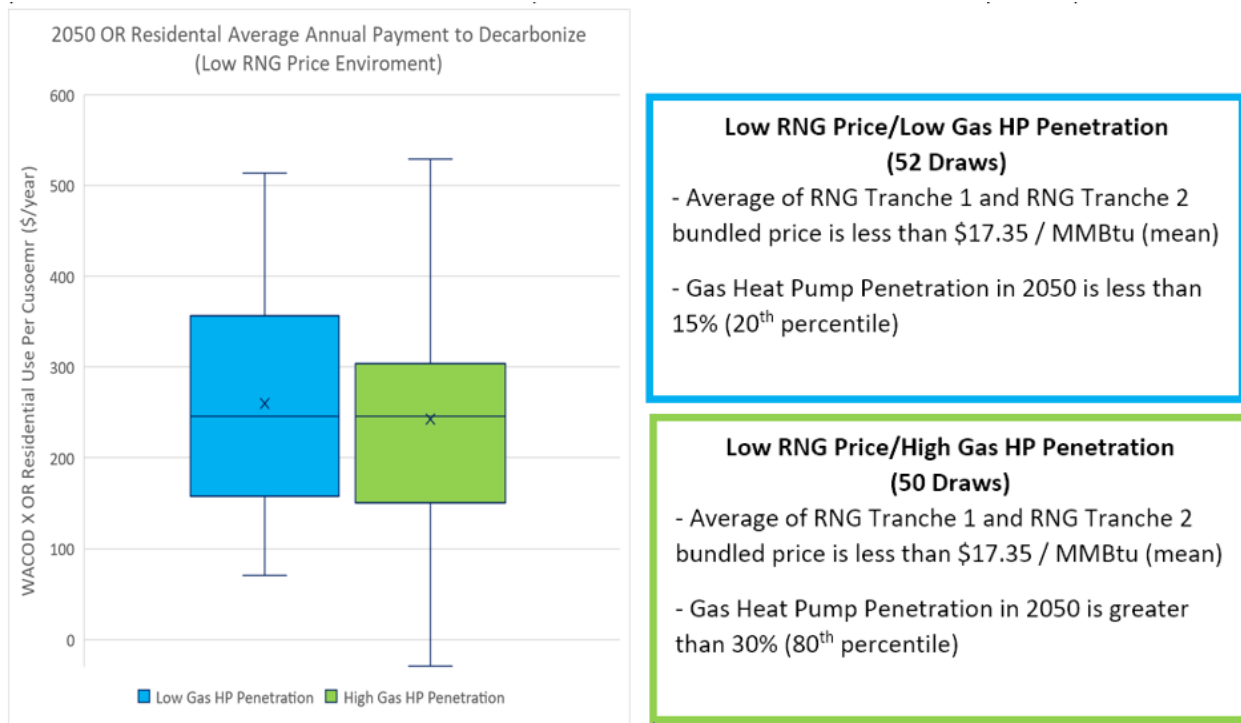 2050 OR Residental Average Annual Payment to Decarbonize
(Low RNG Price Enviroment)
WACOD X OR Residential Use Per Cusoemr ($/year)
600
500
400
300
200
100
0
Low Gas HP Penetration
High Gas HP Penetration
Low RNG Price/Low Gas HP Penetration
(52 Draws)
- Average of RNG Tranche 1 and RNG Tranche 2
bundled price is less than $17.35 / MMBtu (mean)
- Gas Heat Pump Penetration in 2050 is less than
15% (20th percentile)
Low RNG Price/High Gas HP Penetration
(50 Draws)
- Average of RNG Tranche 1 and RNG Tranche 2
bundled price is less than $17.35 / MMBtu (mean)
- Gas Heat Pump Penetration in 2050 is greater
than 30% (80th percentile)